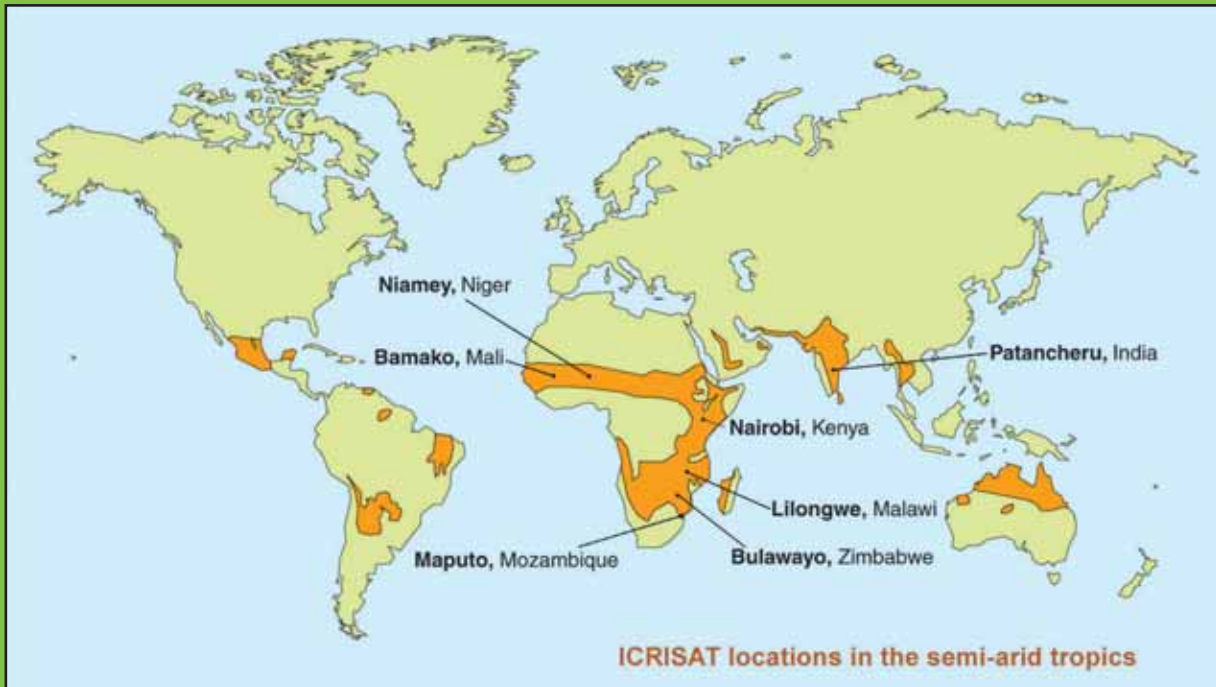 Niamey, Niger
Bamako, Mali
Patancheru, India
Nairobi, Kenya
Lilongwe, Malawi
Maputo, Mozambique
Bulawayo, Zimbabwe
ICRISAT locations in the semi-arid tropics